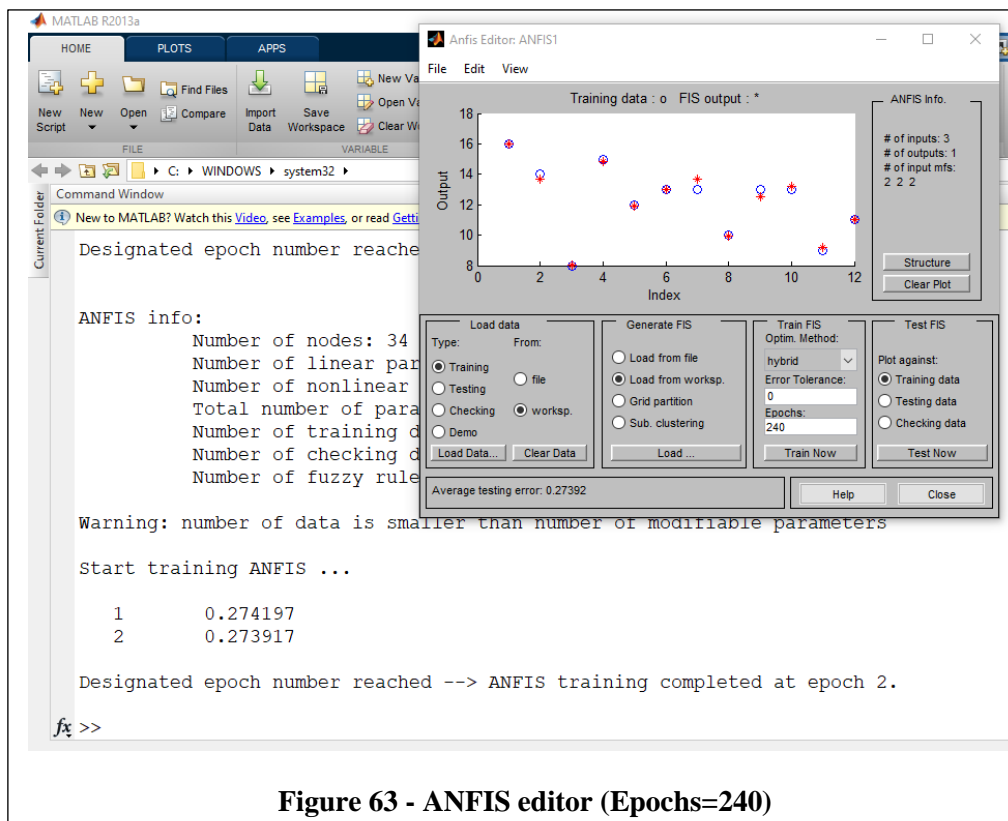 MATLAB R2013a
HOME PLOTS APPS
New Script
New
Open
Find Files
Compare
Import Data
Save Workspace
New Va
Open Va
Clear W
FILE VARIABLE
C: WINDOWS system32
Current Folder
Command Window
New to MATLAB? Watch this Video, see Examples, or read Getti
Designated epoch number reache
ANFIS info:
Number of nodes: 34
Number of linear par
Number of nonlinear
Total number of para
Number of training d
Number of checking d
Number of fuzzy rule
Warning: number of data is smaller than number of modifiable parameters
Start training ANFIS ...
1 0.274197
2 0.273917
Designated epoch number reached --> ANFIS training completed at epoch 2.
fx >>
Anfis Editor: ANFIS1
File Edit View
Training data : o FIS output : *
18
16
14
12
10
8
Output
0 2 4 6 8 10 12
Index
ANFIS Info.
# of inputs: 3
# of outputs: 1
# of input mfs:
2 2 2
Structure
Clear Plot
Load data
Type: From:
Training
Testing
Checking
Demo
file
worksp.
Load Data... Clear Data
Generate FIS
Load from file
Load from worksp.
Grid partition
Sub. clustering
Load ...
Train FIS
Optim. Method:
hybrid
Error Tolerance:
0
Epochs:
240
Train Now
Test FIS
Plot against:
Training data
Testing data
Checking data
Test Now
Average testing error: 0.27392
Help Close
Figure 63 - ANFIS editor (Epochs=240)